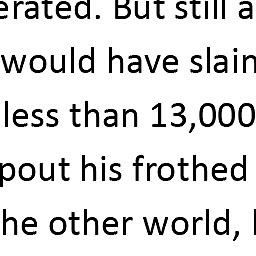 erated. But still a
would have slain
less than 13,000
pout his frothed
he other world,